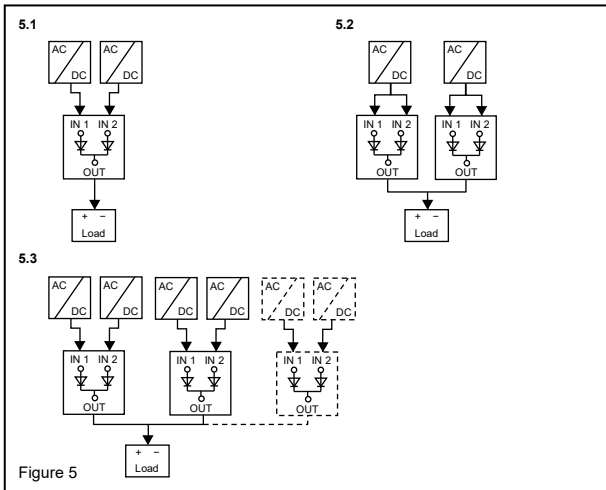 5.1
5.2
AC DC AC DC
AC DC AC DC
IN 1 IN 2
OUT
IN 1 IN 2 IN 1 IN 2
OUT OUT
+ −
Load
+ −
Load
5.3
AC DC AC DC AC DC AC DC AC DC AC DC
IN 1 IN 2 IN 1 IN 2 IN 1 IN 2
OUT OUT OUT
+ −
Load
Figure 5